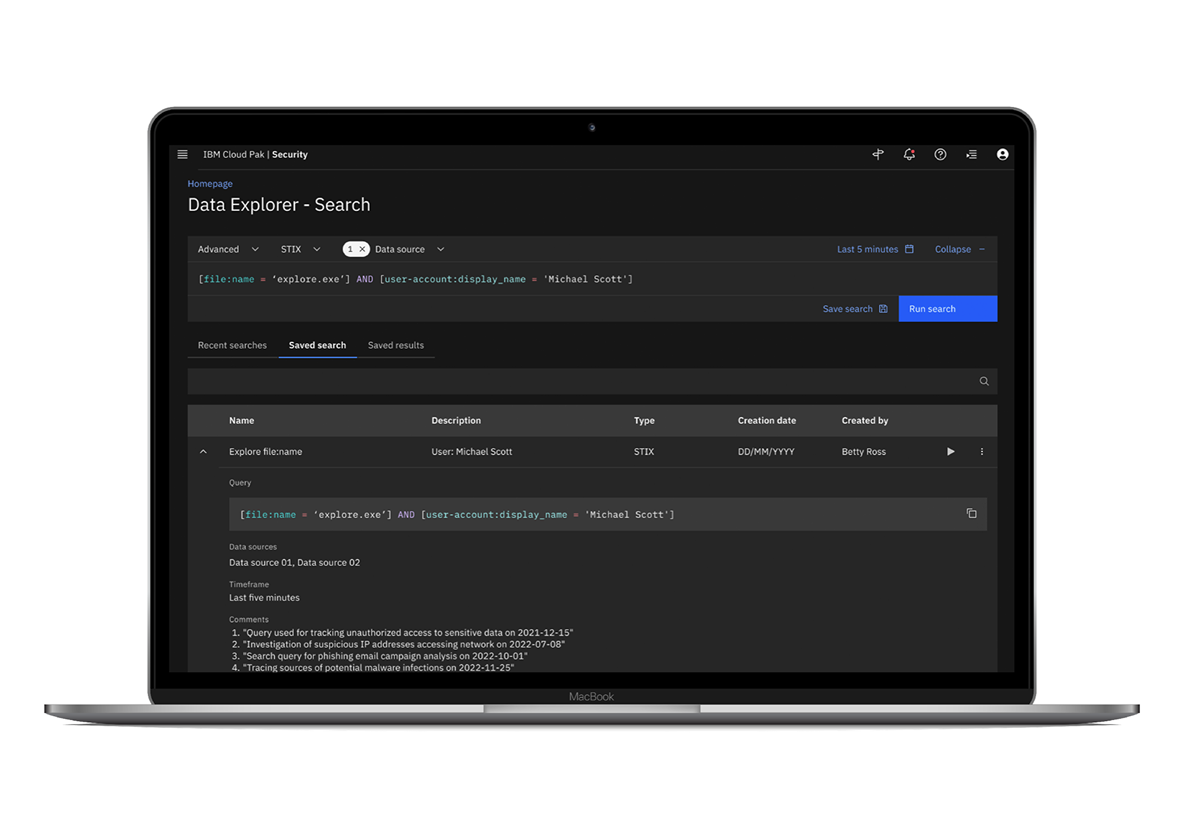 IBM Cloud Pak | Security
Homepage
Data Explorer - Search
Advanced STIX 1 × Data source Last 5 minutes Collapse −
[file:name = ‘explore.exe’] AND [user-account:display_name = 'Michael Scott']
Save search Run search
Recent searches Saved search Saved results
Name Description Type Creation date Created by
Explore file:name User: Michael Scott STIX DD/MM/YYYY Betty Ross
Query
[file:name = ‘explore.exe’] AND [user-account:display_name = 'Michael Scott']
Data sources
Data source 01, Data source 02
Timeframe
Last five minutes
Comments
1. "Query used for tracking unauthorized access to sensitive data on 2021-12-15"
2. "Investigation of suspicious IP addresses accessing network on 2022-07-08"
3. "Search query for phishing email campaign analysis on 2022-10-01"
4. "Tracing sources of potential malware infections on 2022-11-25"
MacBook